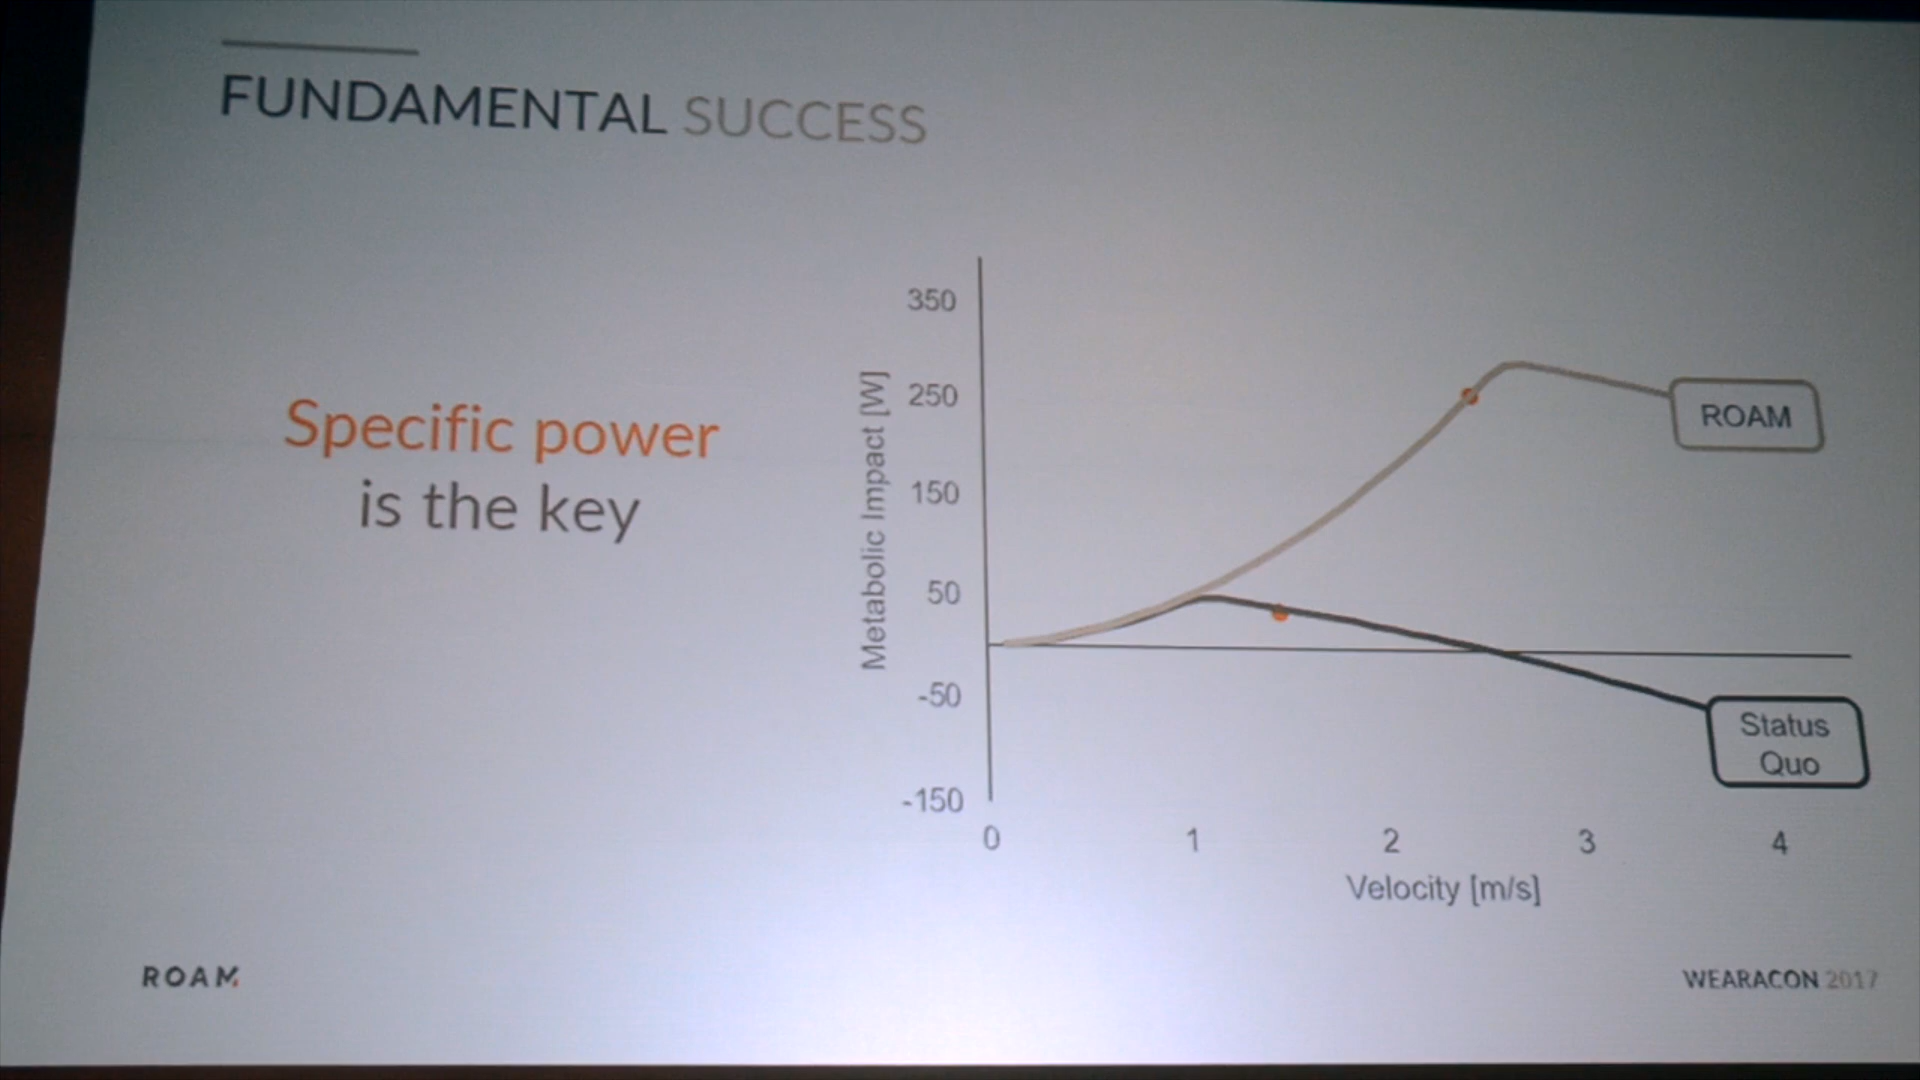 FUNDAMENTAL SUCCESS
Specific power
is the key
Metabolic Impact [W]
350
250
150
50
-50
-150
0 1 2 3 4
Velocity [m/s]
ROAM
Status
Quo
ROAM
WEARACON 2017